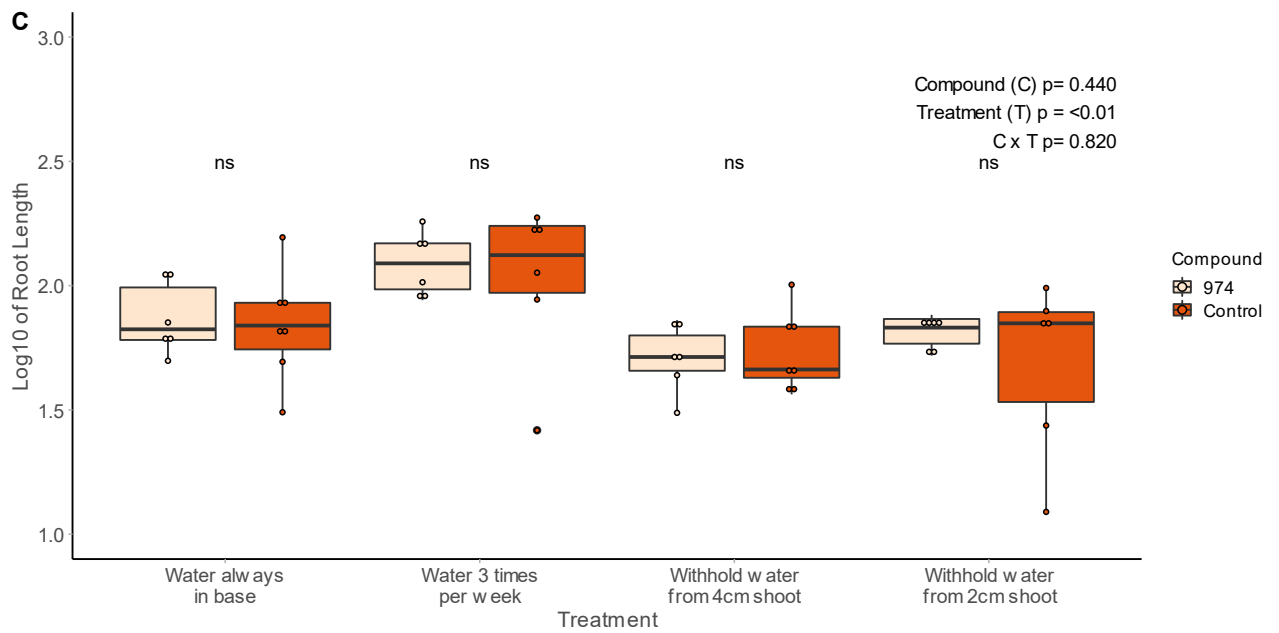 C
3.0
2.5
2.0
1.5
1.0
Log10 of Root Length
Compound (C) p= 0.440
Treatment (T) p = <0.01
C x T p= 0.820
ns
ns
ns
ns
Compound
974
Control
Water always
in base
Water 3 times
per week
Withhold water
from 4cm shoot
Withhold water
from 2cm shoot
Treatment